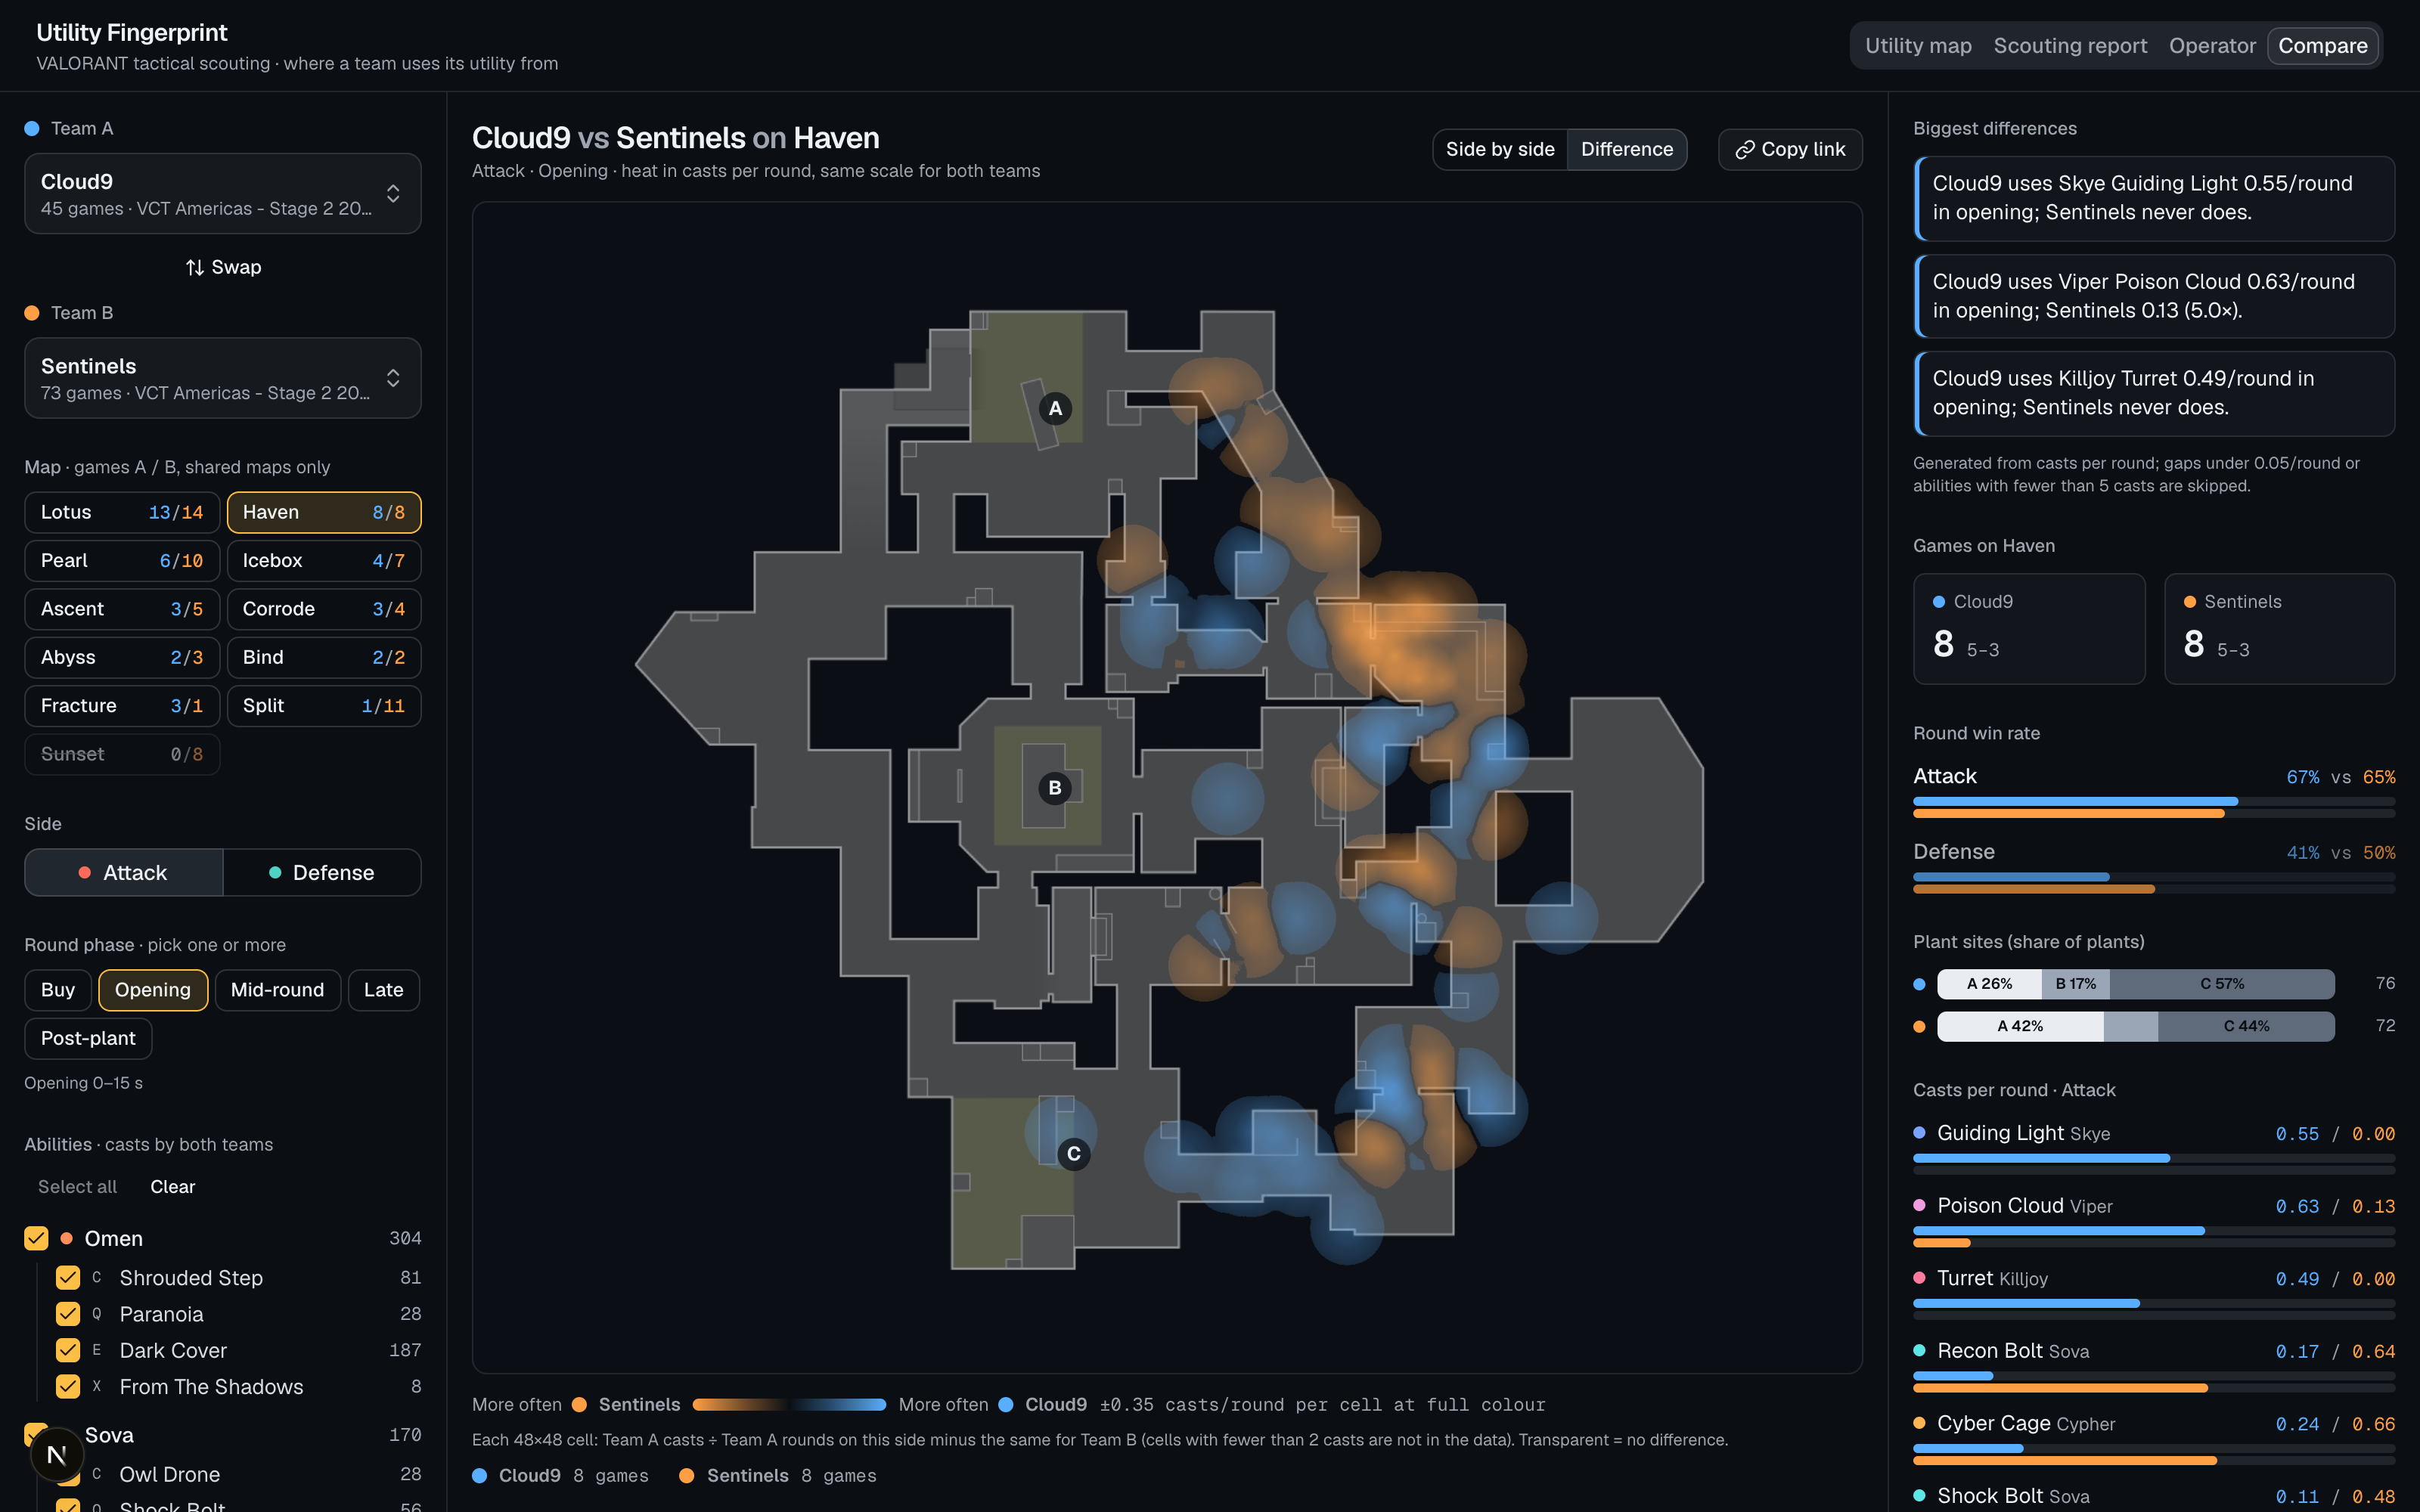 Utility Fingerprint
VALORANT tactical scouting · where a team uses its utility from
Utility map
Scouting report
Operator
Compare
Team A
Cloud9
45 games · VCT Americas - Stage 2 20...
Swap
Team B
Sentinels
73 games · VCT Americas - Stage 2 20...
Map · games A / B, shared maps only
Lotus 13/14
Haven 8/8
Pearl 6/10
Icebox 4/7
Ascent 3/5
Corrode 3/4
Abyss 2/3
Bind 2/2
Fracture 3/1
Split 1/11
Sunset 0/8
Side
Attack
Defense
Round phase · pick one or more
Buy
Opening
Mid-round
Late
Post-plant
Opening 0–15 s
Abilities · casts by both teams
Select all
Clear
Omen 304
C Shrouded Step 81
Q Paranoia 28
E Dark Cover 187
X From The Shadows 8
Sova 170
N
C Owl Drone 28
Q Shock Bolt 56
Cloud9 vs Sentinels on Haven
Attack · Opening · heat in casts per round, same scale for both teams
Side by side
Difference
Copy link
A
B
C
More often Sentinels
More often Cloud9 ±0.35 casts/round per cell at full colour
Each 48×48 cell: Team A casts ÷ Team A rounds on this side minus the same for Team B (cells with fewer than 2 casts are not in the data). Transparent = no difference.
Cloud9 8 games
Sentinels 8 games
Biggest differences
Cloud9 uses Skye Guiding Light 0.55/round
in opening; Sentinels never does.
Cloud9 uses Viper Poison Cloud 0.63/round
in opening; Sentinels 0.13 (5.0×).
Cloud9 uses Killjoy Turret 0.49/round in
opening; Sentinels never does.
Generated from casts per round; gaps under 0.05/round or
abilities with fewer than 5 casts are skipped.
Games on Haven
Cloud9
8 5–3
Sentinels
8 5–3
Round win rate
Attack 67% vs 65%
Defense 41% vs 50%
Plant sites (share of plants)
A 26% B 17% C 57% 76
A 42% C 44% 72
Casts per round · Attack
Guiding Light Skye 0.55 / 0.00
Poison Cloud Viper 0.63 / 0.13
Turret Killjoy 0.49 / 0.00
Recon Bolt Sova 0.17 / 0.64
Cyber Cage Cypher 0.24 / 0.66
Shock Bolt Sova 0.11 / 0.48